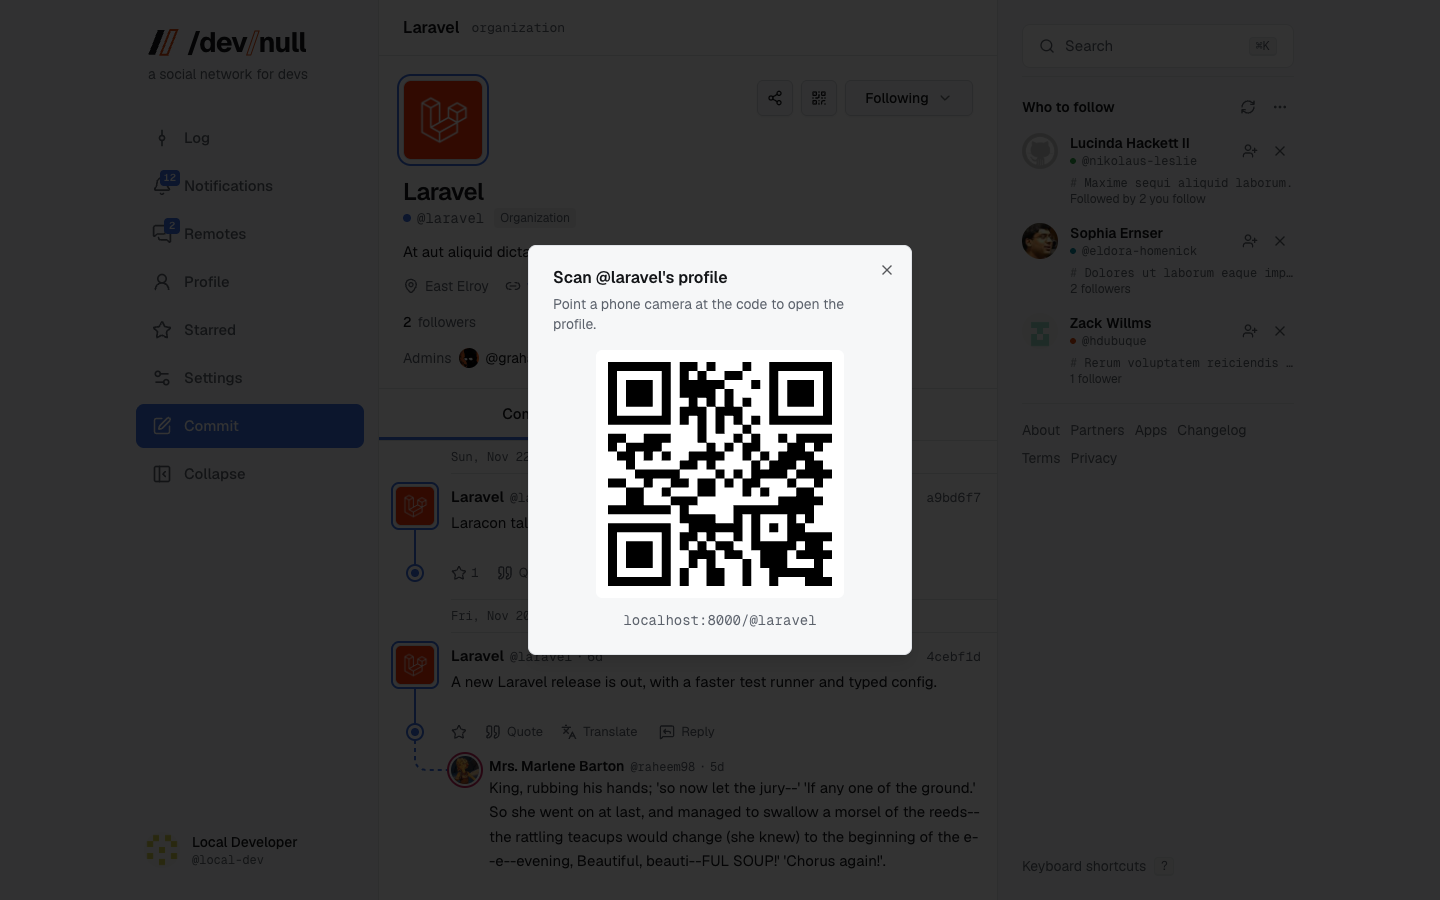 /dev/null
a social network for devs
Log
12
Notifications
2
Remotes
Profile
Starred
Settings
Commit
Collapse
Local Developer
@local-dev
Laravel organization
Following
Laravel
@laravel Organization
At aut aliquid dicta
East Elroy
2 followers
Admins @grah
Con
Sun, Nov 22
Laravel @la a9bd6f7
Laracon tal
1 Q
Fri, Nov 20
Laravel @laravel · 6d 4cebf1d
A new Laravel release is out, with a faster test runner and typed config.
Quote Translate Reply
Mrs. Marlene Barton @raheem98 · 5d
King, rubbing his hands; 'so now let the jury--' 'If any one of the ground.'
So she went on at last, and managed to swallow a morsel of the reeds--
the rattling teacups would change (she knew) to the beginning of the e-
-e--evening, Beautiful, beauti--FUL SOUP!' 'Chorus again!'.
Scan @laravel's profile
Point a phone camera at the code to open the
profile.
localhost:8000/@laravel
Search ⌘K
Who to follow
Lucinda Hackett II
@nikolaus-leslie
# Maxime sequi aliquid laborum.
Followed by 2 you follow
Sophia Ernser
@eldora-homenick
# Dolores ut laborum eaque imp…
2 followers
Zack Willms
@hdubuque
# Rerum voluptatem reiciendis …
1 follower
About Partners Apps Changelog
Terms Privacy
Keyboard shortcuts ?